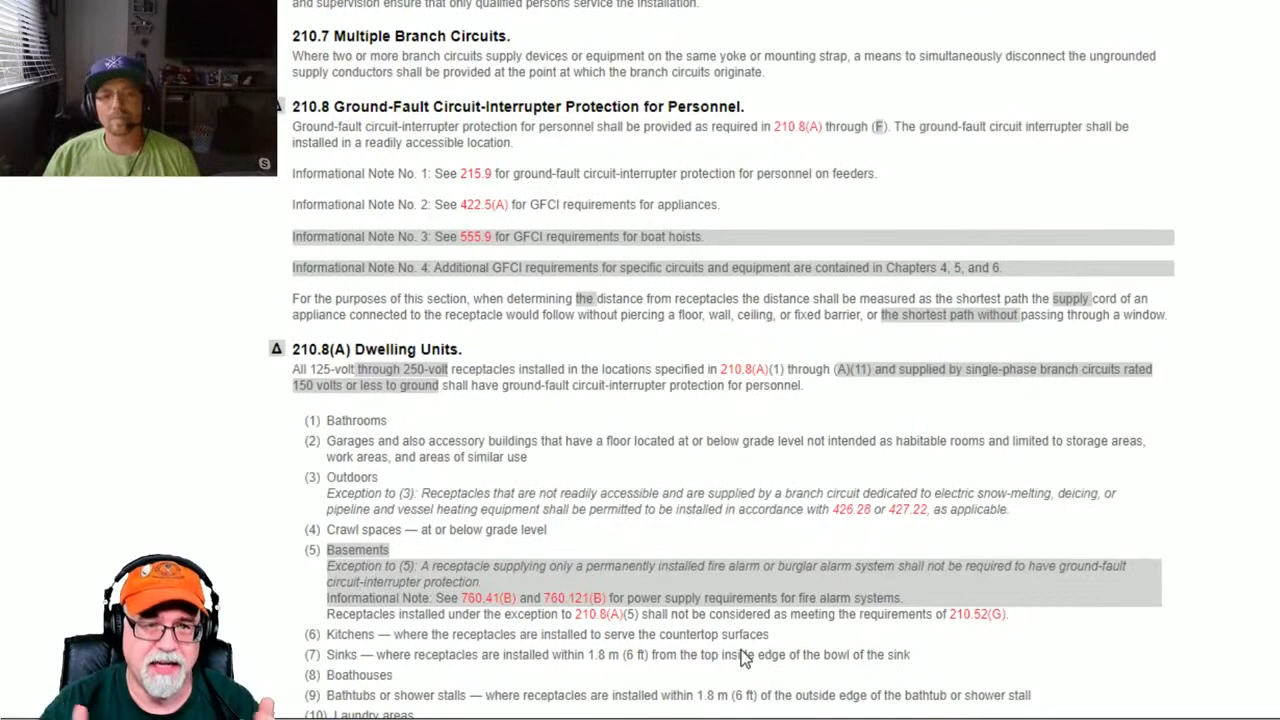 and supervision ensure that only qualified persons service the installation.
210.7 Multiple Branch Circuits.
Where two or more branch circuits supply devices or equipment on the same yoke or mounting strap, a means to simultaneously disconnect the ungrounded
supply conductors shall be provided at the point at which the branch circuits originate.
Δ 210.8 Ground-Fault Circuit-Interrupter Protection for Personnel.
Ground-fault circuit-interrupter protection for personnel shall be provided as required in 210.8(A) through (F). The ground-fault circuit interrupter shall be
installed in a readily accessible location.
Informational Note No. 1: See 215.9 for ground-fault circuit-interrupter protection for personnel on feeders.
Informational Note No. 2: See 422.5(A) for GFCI requirements for appliances.
Informational Note No. 3: See 555.9 for GFCI requirements for boat hoists.
Informational Note No. 4: Additional GFCI requirements for specific circuits and equipment are contained in Chapters 4, 5, and 6.
For the purposes of this section, when determining the distance from receptacles the distance shall be measured as the shortest path the supply cord of an
appliance connected to the receptacle would follow without piercing a floor, wall, ceiling, or fixed barrier, or the shortest path without passing through a window.
Δ 210.8(A) Dwelling Units.
All 125-volt through 250-volt receptacles installed in the locations specified in 210.8(A)(1) through (A)(11) and supplied by single-phase branch circuits rated
150 volts or less to ground shall have ground-fault circuit-interrupter protection for personnel.
(1) Bathrooms
(2) Garages and also accessory buildings that have a floor located at or below grade level not intended as habitable rooms and limited to storage areas,
work areas, and areas of similar use
(3) Outdoors
Exception to (3): Receptacles that are not readily accessible and are supplied by a branch circuit dedicated to electric snow-melting, deicing, or
pipeline and vessel heating equipment shall be permitted to be installed in accordance with 426.28 or 427.22, as applicable.
(4) Crawl spaces — at or below grade level
(5) Basements
Exception to (5): A receptacle supplying only a permanently installed fire alarm or burglar alarm system shall not be required to have ground-fault
circuit-interrupter protection.
Informational Note: See 760.41(B) and 760.121(B) for power supply requirements for fire alarm systems.
Receptacles installed under the exception to 210.8(A)(5) shall not be considered as meeting the requirements of 210.52(G).
(6) Kitchens — where the receptacles are installed to serve the countertop surfaces
(7) Sinks — where receptacles are installed within 1.8 m (6 ft) from the top inside edge of the bowl of the sink
(8) Boathouses
(9) Bathtubs or shower stalls — where receptacles are installed within 1.8 m (6 ft) of the outside edge of the bathtub or shower stall
(10) Laundry areas